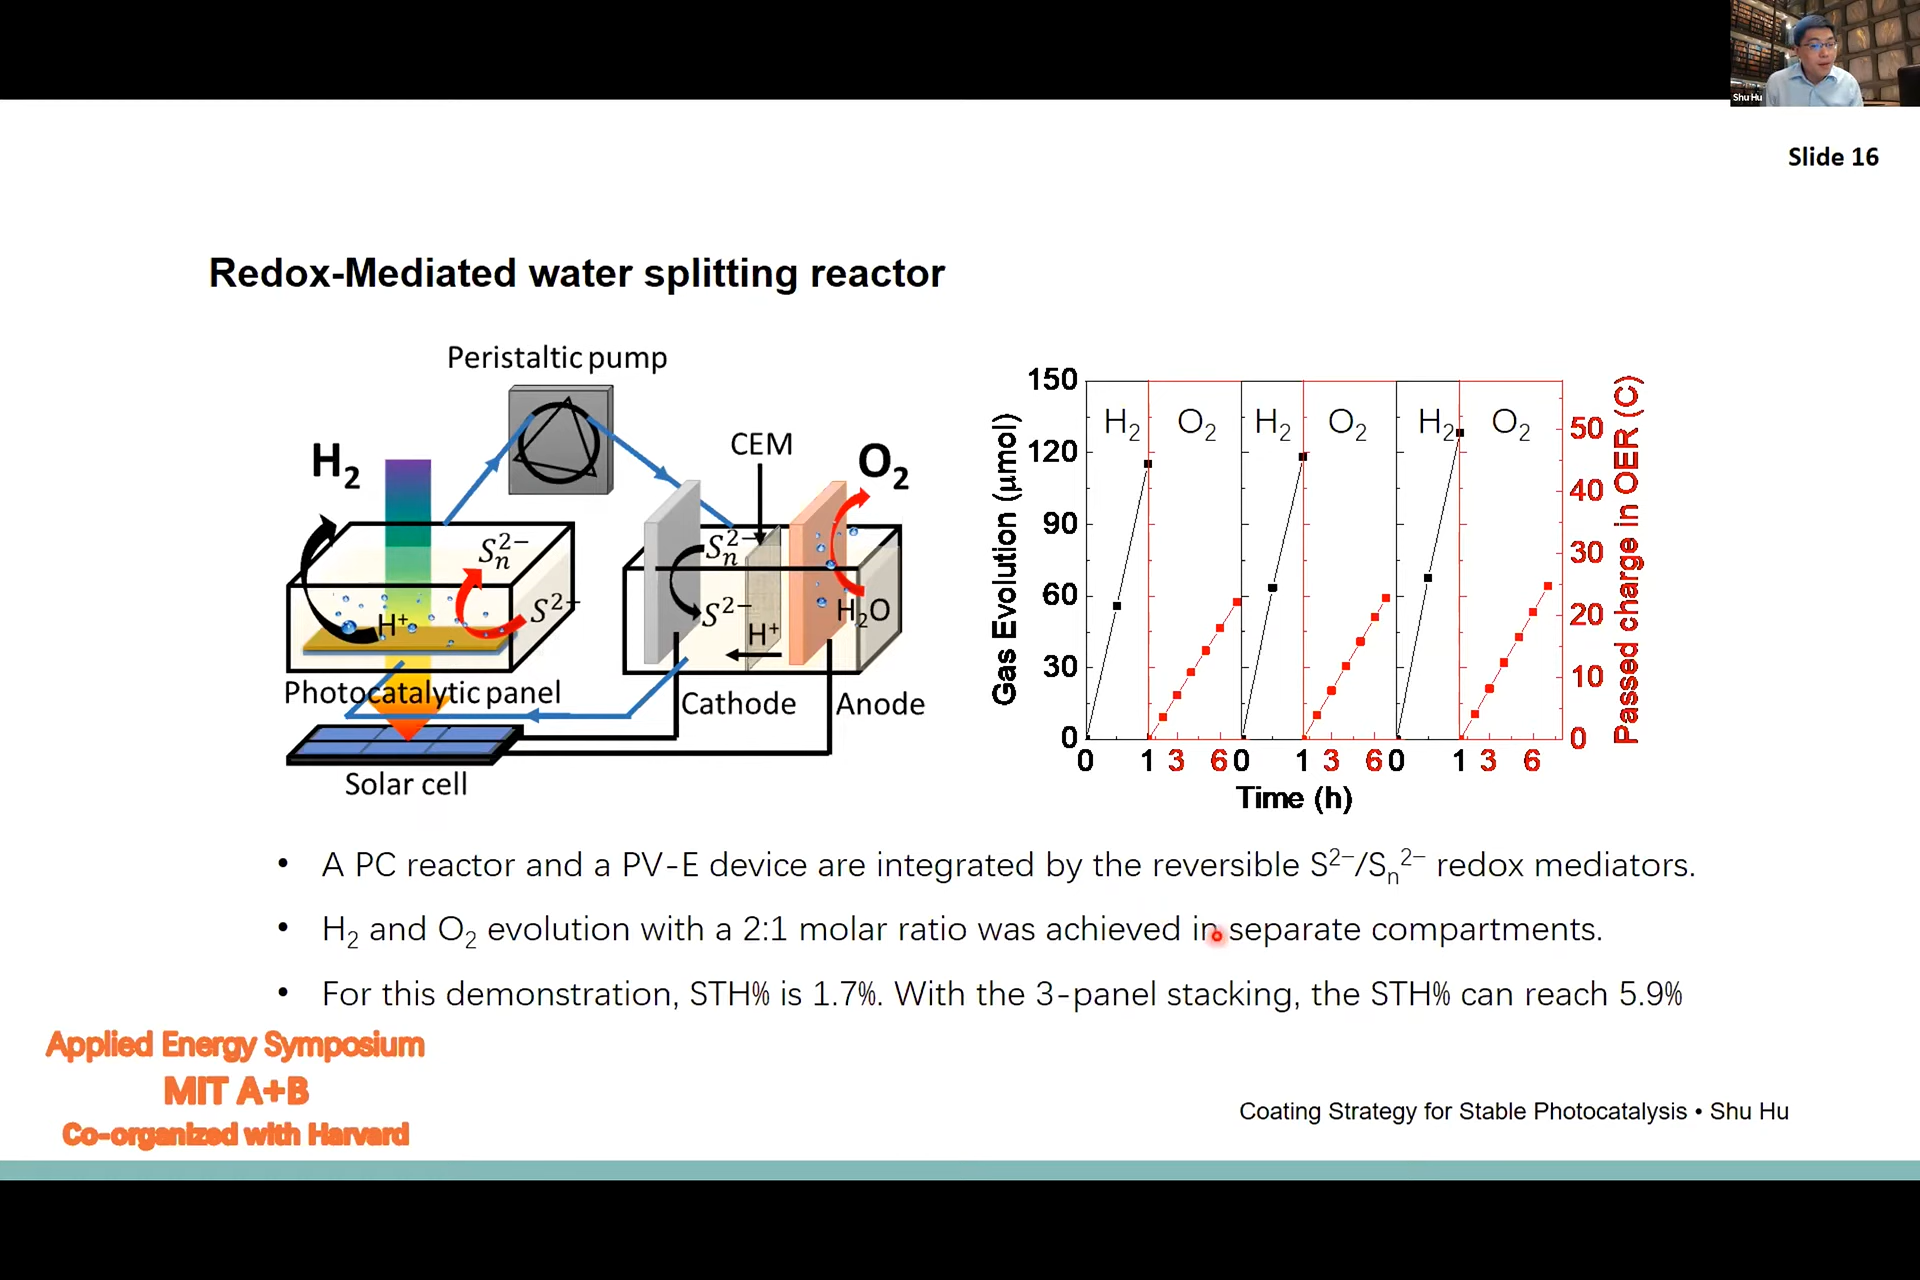 Shu Hu
Slide 16
Redox-Mediated water splitting reactor
Peristaltic pump
H2
CEM
O2
Sn2−
S2−
H+
Sn2−
S2−
H+
H2O
Photocatalytic panel
Cathode
Anode
Solar cell
Gas Evolution (μmol)
150
120
90
60
30
0
H2 O2 H2 O2 H2 O2
50
40
30
20
10
0
Passed charge in OER (C)
0 1 3 6 0 1 3 6 0 1 3 6
Time (h)
• A PC reactor and a PV-E device are integrated by the reversible S2−/Sn2− redox mediators.
• H2 and O2 evolution with a 2:1 molar ratio was achieved in separate compartments.
• For this demonstration, STH% is 1.7%. With the 3-panel stacking, the STH% can reach 5.9%
Applied Energy Symposium
MIT A+B
Co-organized with Harvard
Coating Strategy for Stable Photocatalysis • Shu Hu